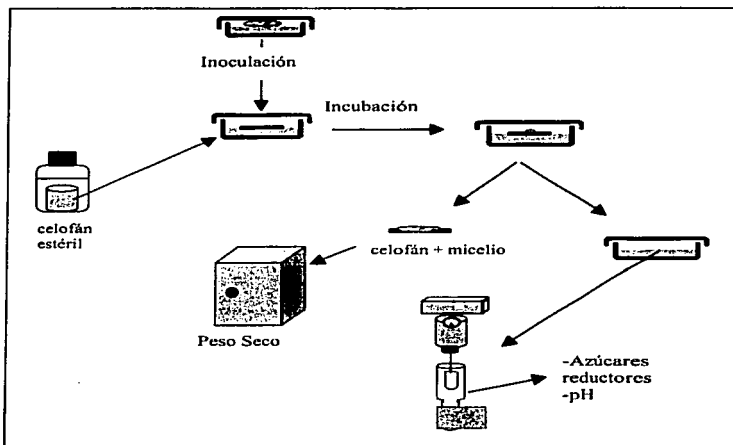 Inoculación
Incubación
celofán
estéril
celofán + micelio
Peso Seco
-Azúcares
reductores
-pH